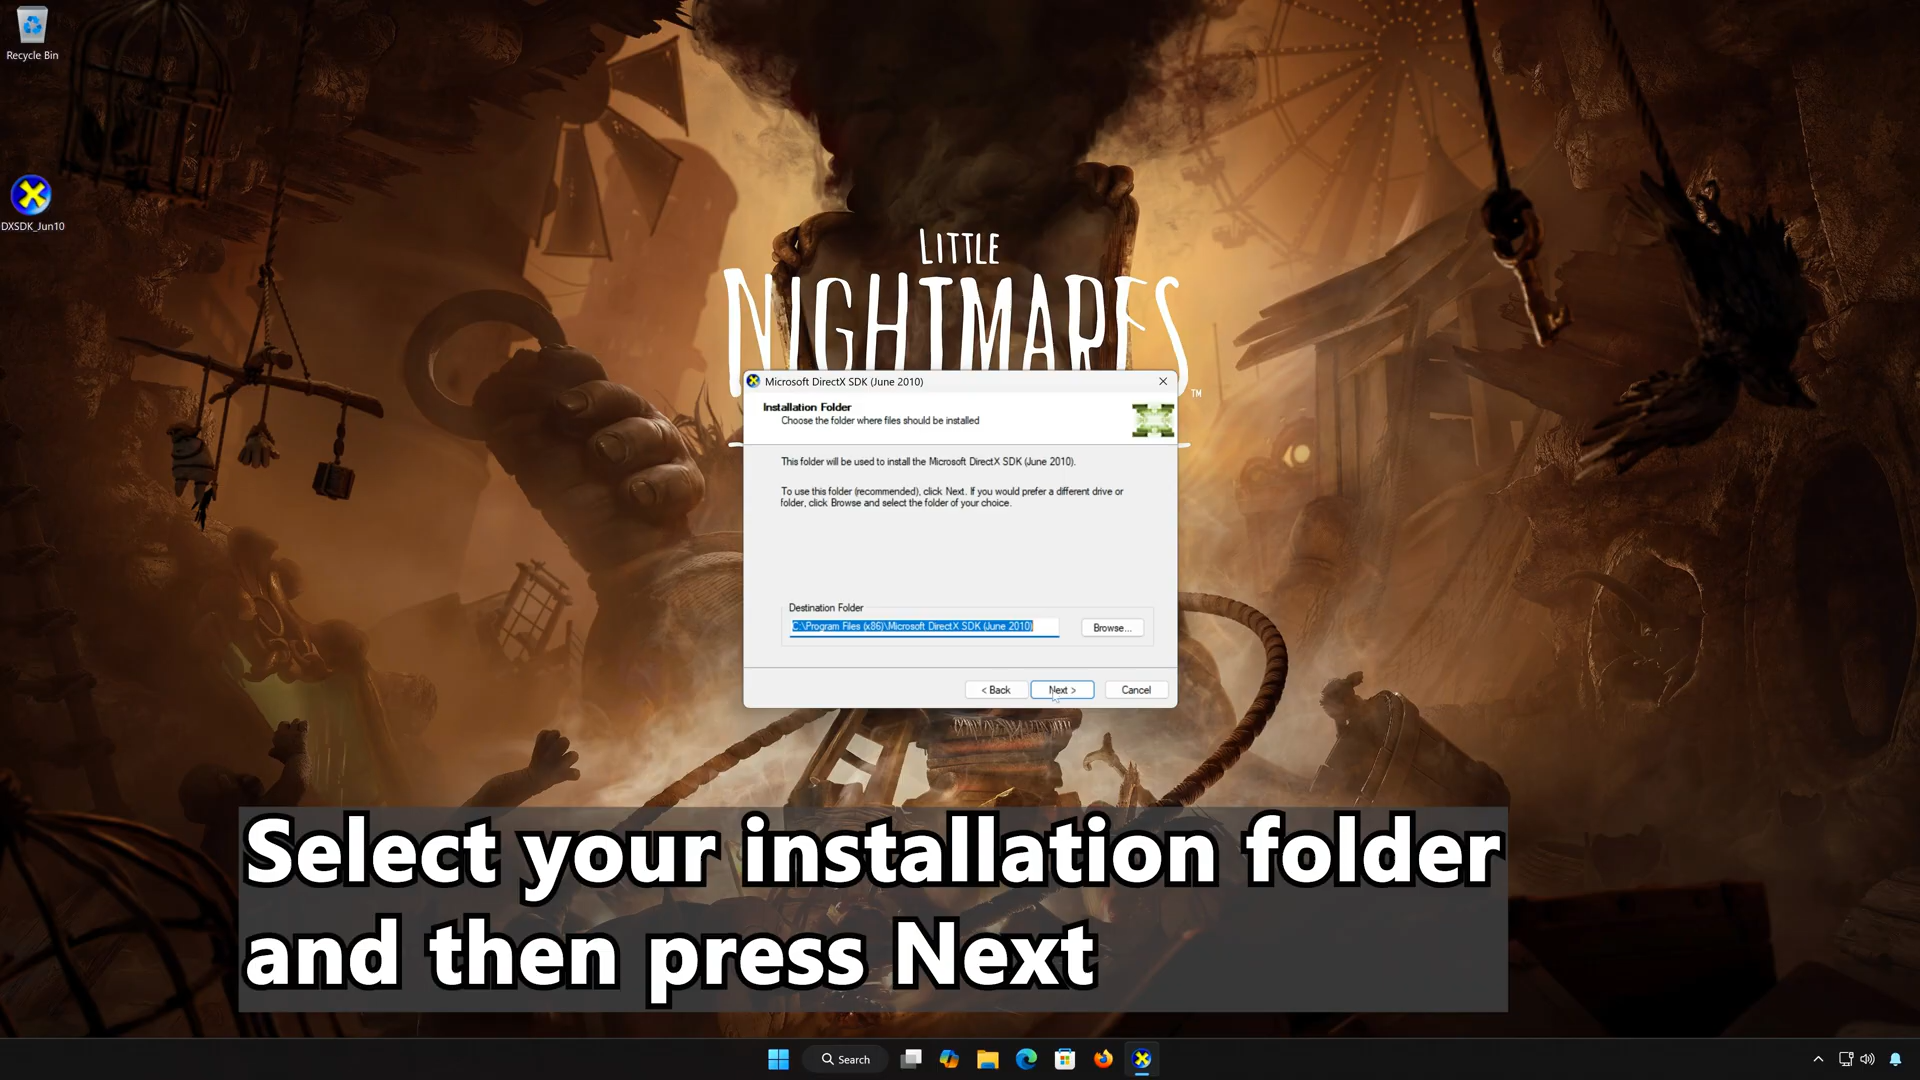 Recycle Bin
DXSDK_Jun10
LITTLE
NIGHTMARES
TM
Microsoft DirectX SDK (June 2010)
Installation Folder
Choose the folder where files should be installed
This folder will be used to install the Microsoft DirectX SDK (June 2010).
To use this folder (recommended), click Next. If you would prefer a different drive or
folder, click Browse and select the folder of your choice.
Destination Folder
C:\Program Files (x86)\Microsoft DirectX SDK (June 2010)
Browse...
< Back
Next >
Cancel
Select your installation folder
and then press Next
Search